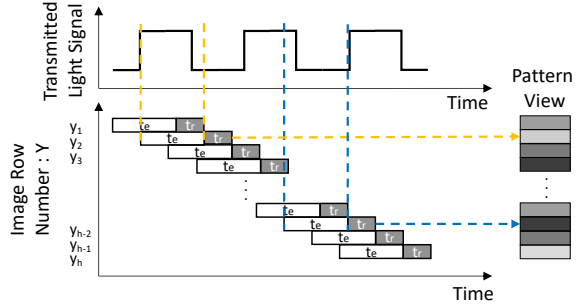 Transmitted
Light Signal
Time
Pattern
View
Image Row
Number : Y
y1
y2
y3
te tr
te tr
te tr
te tr
⋮
⋮
yh-2
yh-1
yh
te tr
te tr
te tr
te tr
Time